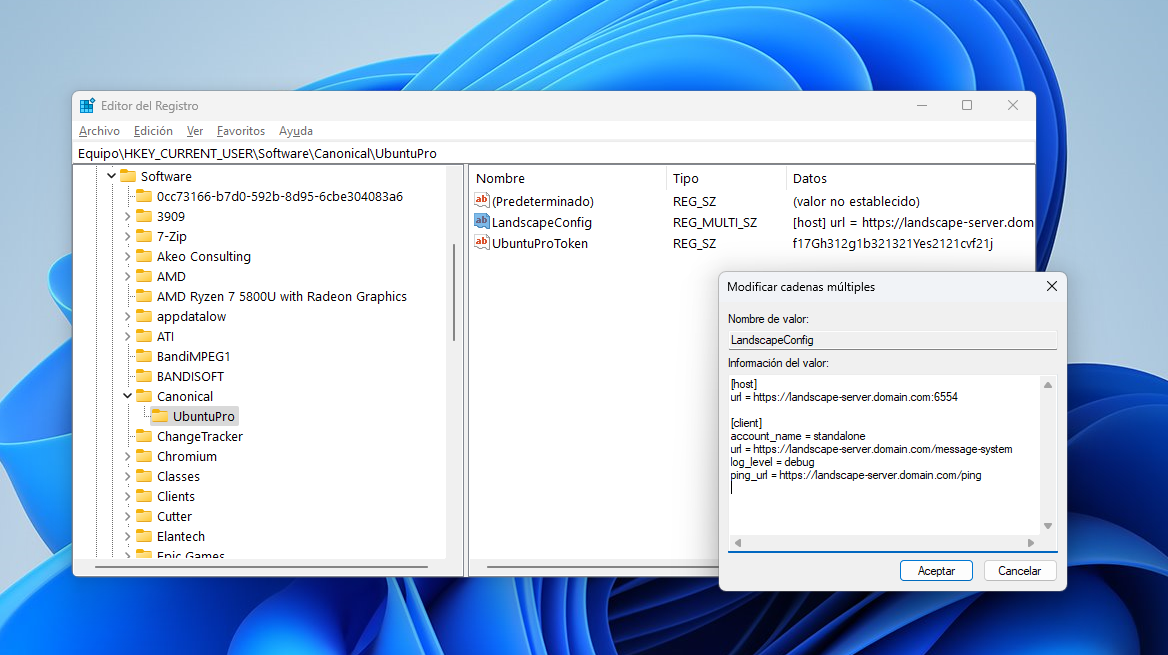 Editor del Registro
Archivo Edición Ver Favoritos Ayuda
Equipo\HKEY_CURRENT_USER\Software\Canonical\UbuntuPro
Software
0cc73166-b7d0-592b-8d95-6cbe304083a6
3909
7-Zip
Akeo Consulting
AMD
AMD Ryzen 7 5800U with Radeon Graphics
appdatalow
ATI
BandiMPEG1
BANDISOFT
Canonical
UbuntuPro
ChangeTracker
Chromium
Classes
Clients
Cutter
Elantech
Epic Games
Nombre Tipo Datos
(Predeterminado) REG_SZ (valor no establecido)
LandscapeConfig REG_MULTI_SZ [host] url = https://landscape-server.dom
UbuntuProToken REG_SZ f17Gh312g1b321321Yes2121cvf21j
Modificar cadenas múltiples
Nombre de valor:
LandscapeConfig
Información del valor:
[host]
url = https://landscape-server.domain.com:6554
[client]
account_name = standalone
url = https://landscape-server.domain.com/message-system
log_level = debug
ping_url = https://landscape-server.domain.com/ping
Aceptar Cancelar